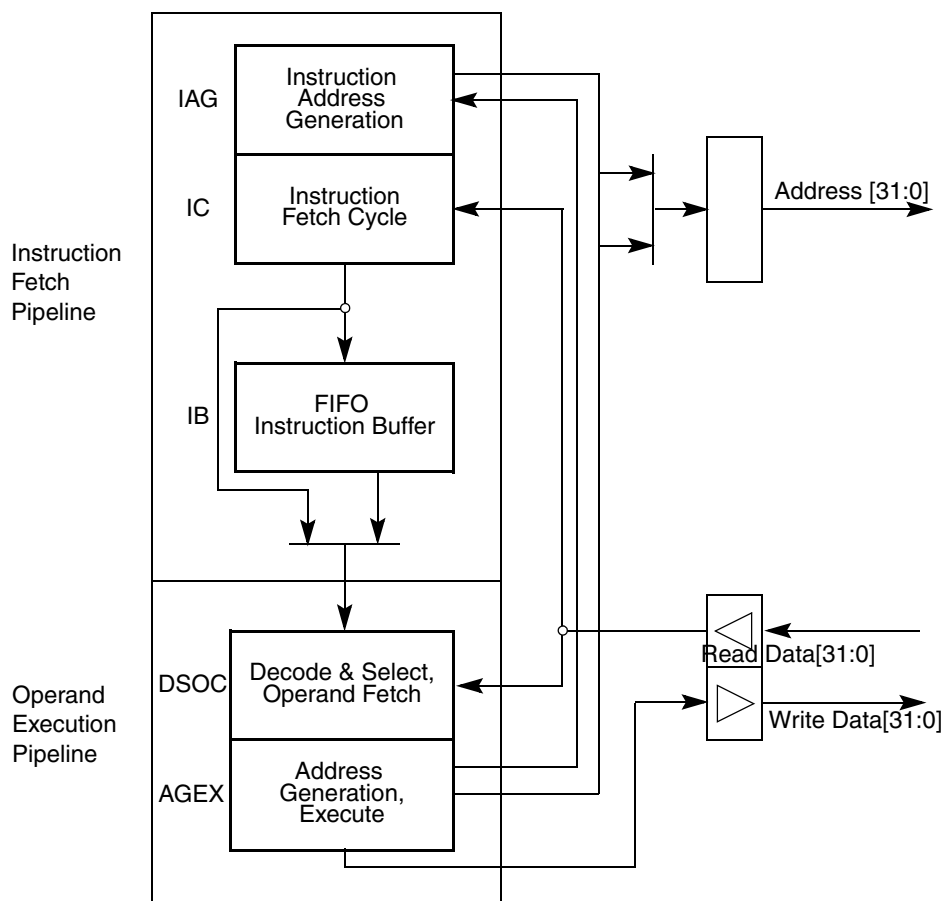 IAG
Instruction
Address
Generation
IC
Instruction
Fetch Cycle
Address [31:0]
Instruction
Fetch
Pipeline
IB
FIFO
Instruction Buffer
DSOC
Decode & Select,
Operand Fetch
Read Data[31:0]
Operand
Execution
Pipeline
Write Data[31:0]
AGEX
Address
Generation,
Execute